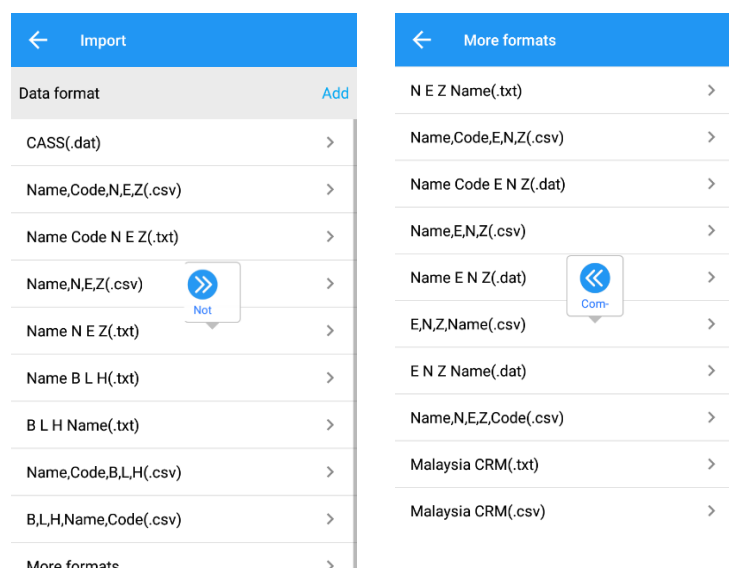 Import
Data format Add
CASS(.dat)
Name,Code,N,E,Z(.csv)
Name Code N E Z(.txt)
Name,N,E,Z(.csv)
Not
Name N E Z(.txt)
Name B L H(.txt)
B L H Name(.txt)
Name,Code,B,L,H(.csv)
B,L,H,Name,Code(.csv)
More formats
More formats
N E Z Name(.txt)
Name,Code,E,N,Z(.csv)
Name Code E N Z(.dat)
Name,E,N,Z(.csv)
Name E N Z(.dat)
Com-
E,N,Z,Name(.csv)
E N Z Name(.dat)
Name,N,E,Z,Code(.csv)
Malaysia CRM(.txt)
Malaysia CRM(.csv)